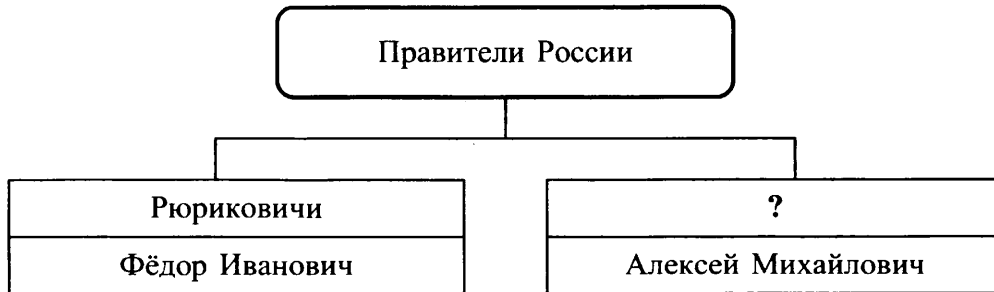 Правители России
Рюриковичи
?
Фёдор Иванович
Алексей Михайлович